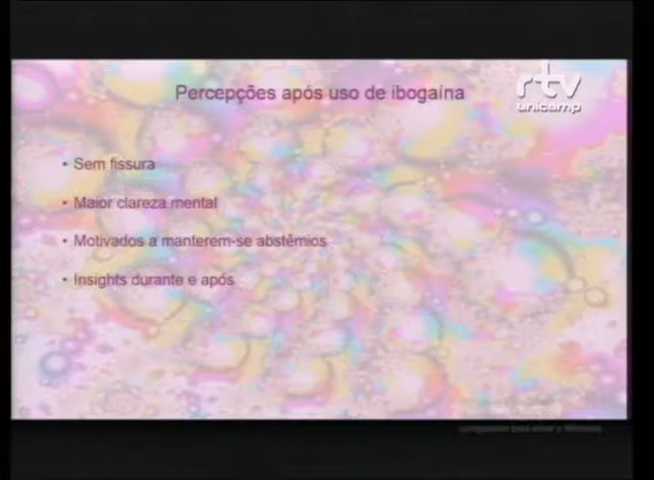 Percepções após uso de ibogaína
rtv
unicamp
• Sem fissura
• Maior clareza mental
• Motivados a manterem-se abstêmios
• Insights durante e após